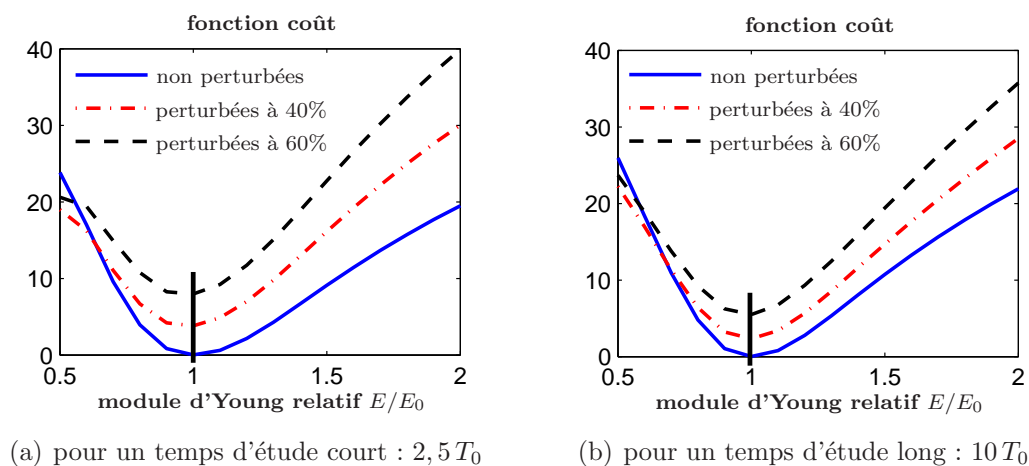 fonction coût
40
30
20
10
0
non perturbées
perturbées à 40%
perturbées à 60%
0.5
1
1.5
2
module d'Young relatif E/E₀
(a) pour un temps d'étude court : 2, 5 T₀
fonction coût
40
30
20
10
0
non perturbées
perturbées à 40%
perturbées à 60%
0.5
1
1.5
2
module d'Young relatif E/E₀
(b) pour un temps d'étude long : 10 T₀